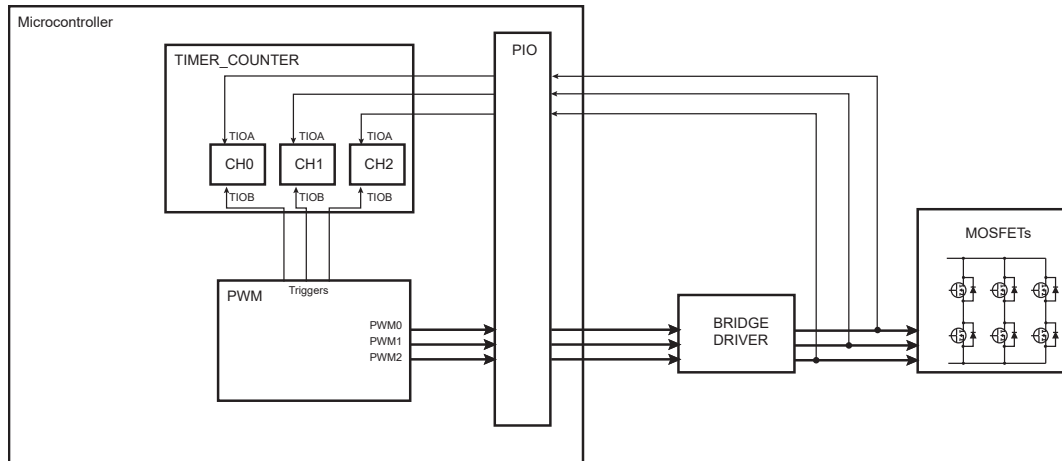 Microcontroller
TIMER_COUNTER
PIO
TIOA
TIOA
TIOA
CH0
CH1
CH2
TIOB
TIOB
TIOB
MOSFETs
PWM
Triggers
PWM0
PWM1
PWM2
BRIDGE
DRIVER